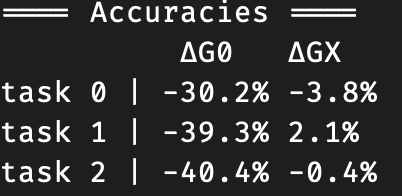 ════ Accuracies ════
ΔG0 ΔGX
task 0 | -30.2% -3.8%
task 1 | -39.3% 2.1%
task 2 | -40.4% -0.4%